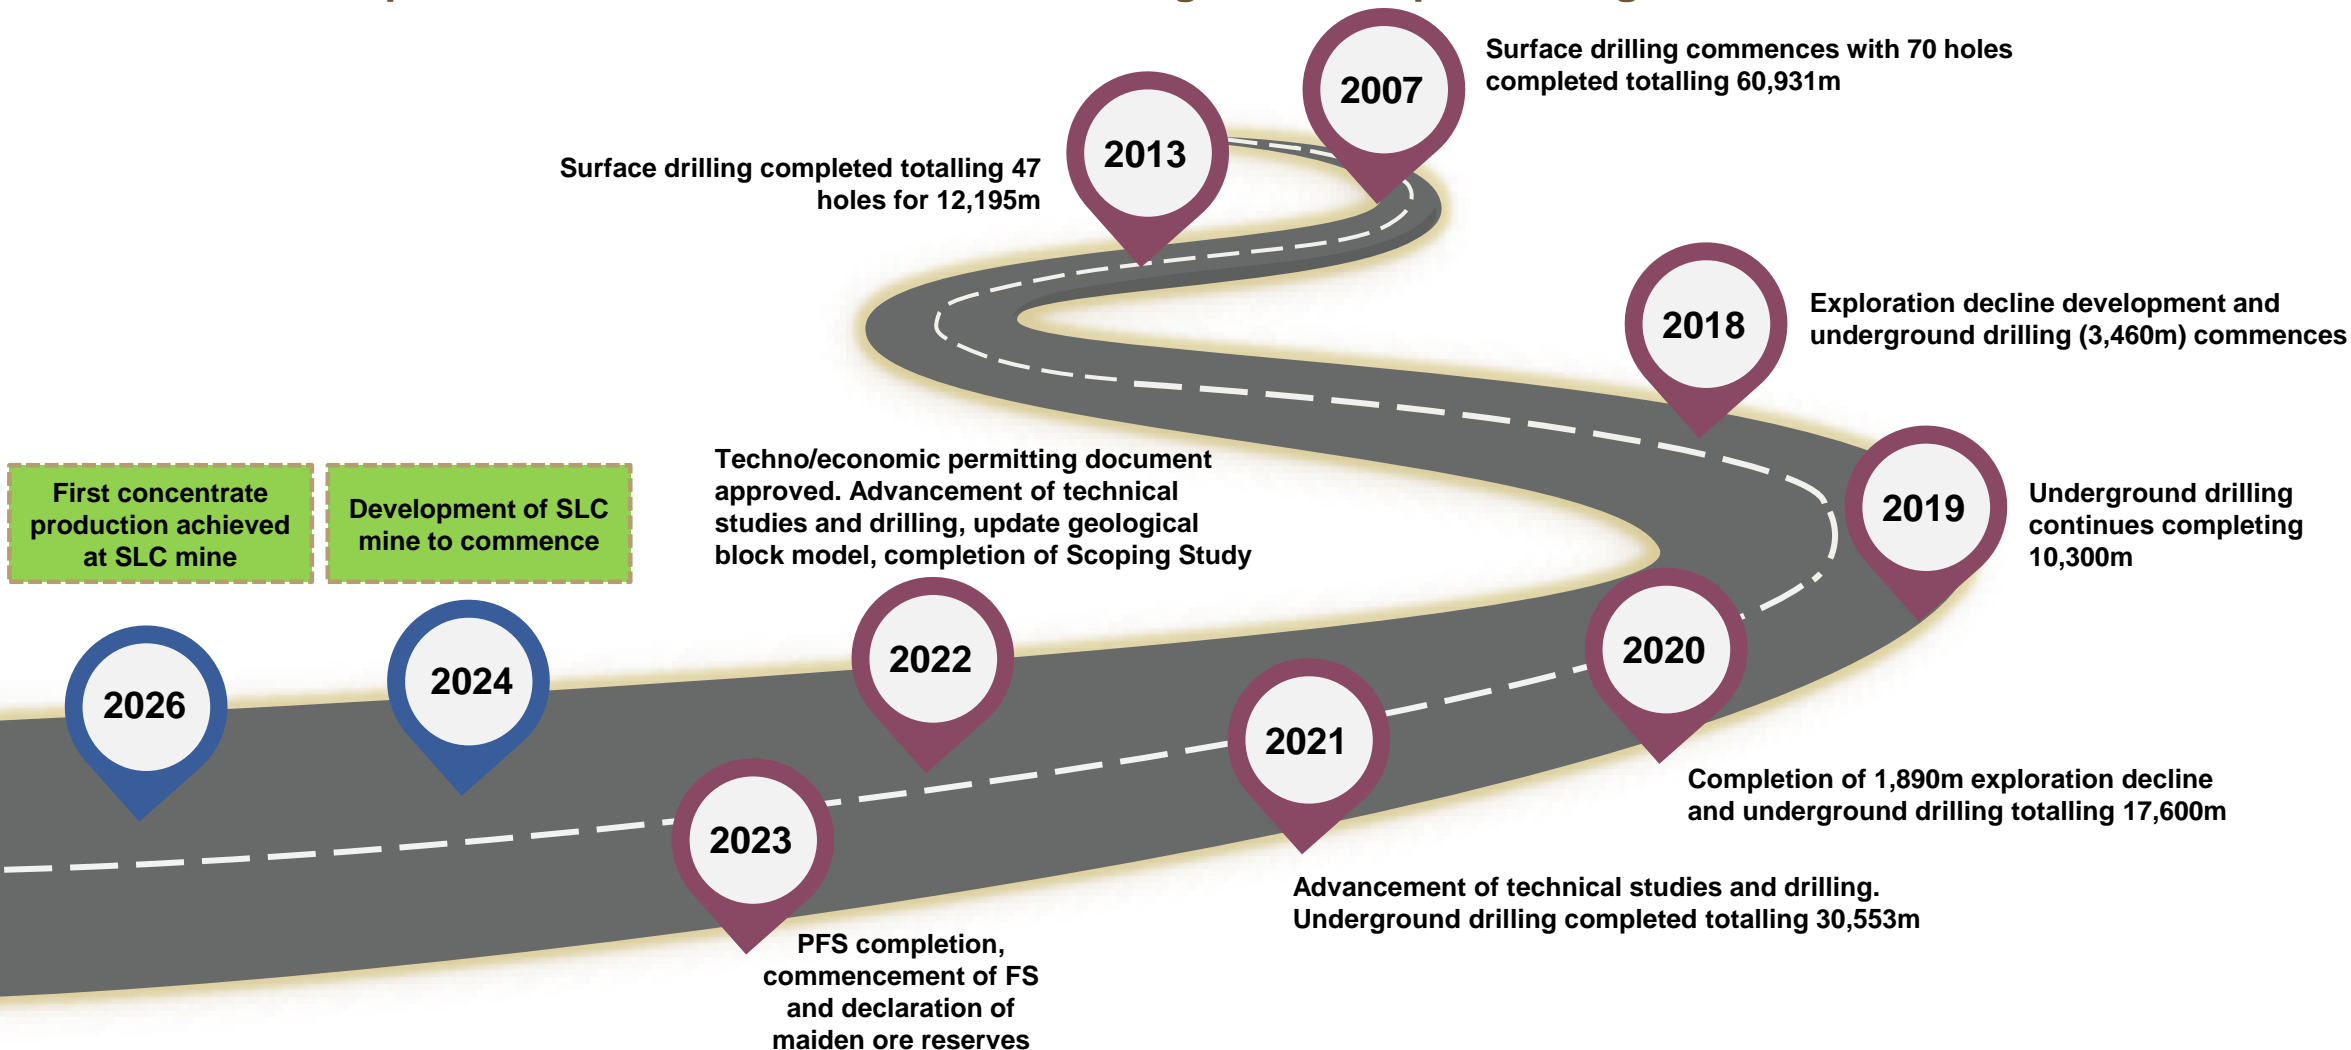 2007
Surface drilling commences with 70 holes
completed totalling 60,931m
2013
Surface drilling completed totalling 47
holes for 12,195m
2018
Exploration decline development and
underground drilling (3,460m) commences
2019
Underground drilling
continues completing
10,300m
2020
Completion of 1,890m exploration decline
and underground drilling totalling 17,600m
2021
Advancement of technical studies and drilling.
Underground drilling completed totalling 30,553m
Techno/economic permitting document
approved. Advancement of technical
studies and drilling, update geological
block model, completion of Scoping Study
2022
2023
PFS completion,
commencement of FS
and declaration of
maiden ore reserves
Development of SLC
mine to commence
2024
First concentrate
production achieved
at SLC mine
2026